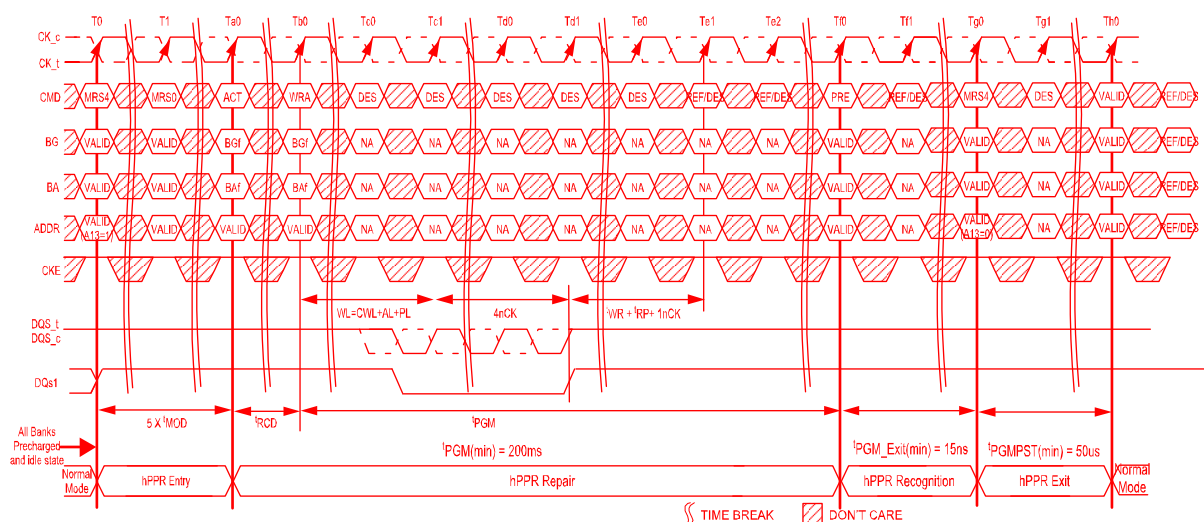 T0 T1 Ta0 Tb0 Tc0 Tc1 Td0 Td1 Te0 Te1 Te2 Tf0 Tf1 Tg0 Tg1 Th0
CK_c
CK_t
CMD MRS4 MRS0 ACT WRA DES DES DES DES DES REF/DES REF/DES PRE REF/DES MRS4 DES VALID REF/DES
BG VALID VALID BGf BGf NA NA NA NA NA NA NA VALID NA VALID NA VALID REF/DES
BA VALID VALID BAf BAf NA NA NA NA NA NA NA VALID NA VALID NA VALID REF/DES
ADDR VALID (A13=1) VALID VALID VALID NA NA NA NA NA NA NA VALID NA VALID (A13=0) NA VALID REF/DES
CKE
WL=CWL+AL+PL 4nCK tWR + tRP+ 1nCK
DQS_t
DQS_c
DQs1
5 X tMOD tRCD tPGM
All Banks
Precharged
and idle state
tPGM(min) = 200ms tPGM_Exit(min) = 15ns tPGMPST(min) = 50us
Normal
Mode
hPPR Entry hPPR Repair hPPR Recognition hPPR Exit
Normal
Mode
TIME BREAK DON'T CARE